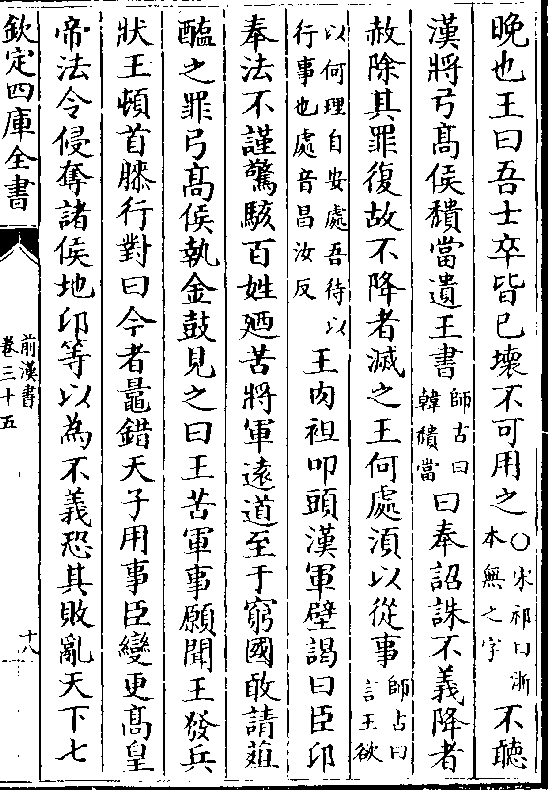 晚也王曰吾士卒皆已壞不可用之○宋祁曰浙本無之字不聽
漢將弓高侯穨當遺王書師古曰韓穨當曰奉詔誅不義降者
赦除其罪復故不降者滅之王何處湏以從事師古曰言王欲
以何理自安處吾待以行事也處音昌汝反王肉袒叩頭漢軍壁謁曰臣卬
奉法不謹驚駭百姓廼苦將軍遠道至于窮國敢請葅
醢之罪弓高侯執金鼓見之曰王苦軍事願聞王發兵
狀王頓首膝行對曰今者鼂錯天子用事臣變更高皇
帝法令侵奪諸侯地卬等以為不義恐其敗亂天下七
欽定四庫全書
前漢書
卷三十五
十八